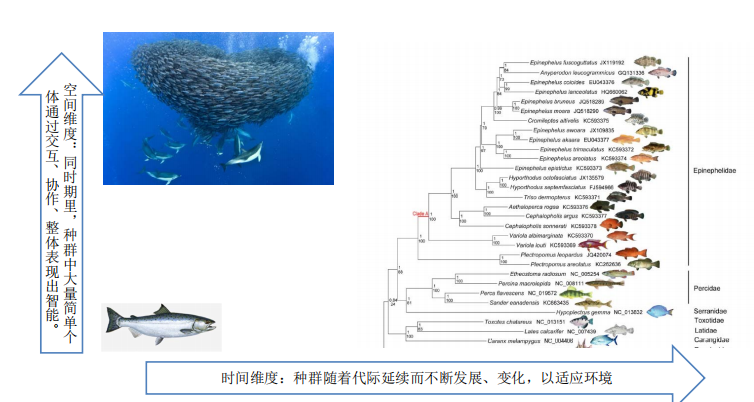 空间维度：同时期里，种群中大量简单个
体通过交互、协作、整体表现出智能。
Epinephelus fuscoguttatus JX119192
Anyperodon leucogrammicus GQ131336
Epinephelus coioides EU043376
Epinephelus lanceolatus HQ660062
Epinephelus bruneus JQ518289
Epinephelus moara JQ518290
Cromileptes altivelis KC593375
Epinephelus awoara JX109835
Epinephelus akaara EU043377
Epinephelus trimaculatus KC593372
Epinephelus areolatus KC593374
Epinephelus epistictus KC593373
Hyporthodus octofasciatus JX135579
Hyporthodus septemfasciatus FJ594966
Triso dermopterus KC593371
Aethaloperca rogaa KC593376
Cephalopholis argus KC593377
Cephalopholis sonnerati KC593378
Variola albimarginata KC593370
Variola louti KC593369
Plectropomus leopardus JQ420074
Plectropomus areolatus KC262636
Etheostoma radiosum NC_005254
Percina macrolepida NC_008111
Perca flavescens NC_019572
Sander canadensis KC663435
Hypoplectrus gemma NC_013832
Toxotes chatareus NC_013151
Lates calcarifer NC_007439
Caranx melampygus NC_004406
Clade A
Epinephelidae
Percidae
Serranidae
Toxotidae
Latidae
Carangidae
时间维度：种群随着代际延续而不断发展、变化，以适应环境